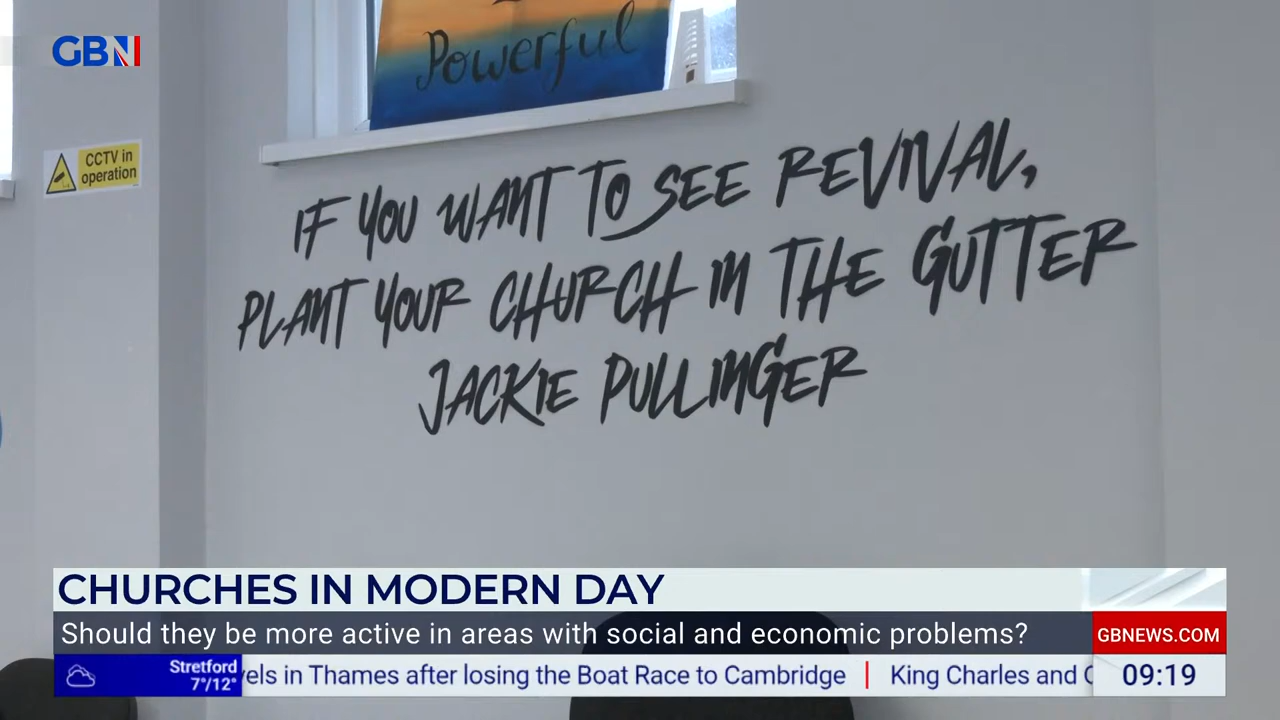 GBN
Powerful
CCTV in
operation
IF YOU WANT TO SEE REVIVAL,
PLANT YOUR CHURCH IN THE GUTTER
JACKIE PULLINGER
CHURCHES IN MODERN DAY
Should they be more active in areas with social and economic problems?
GBNEWS.COM
Stretford
7°/12°
vels in Thames after losing the Boat Race to Cambridge | King Charles and
09:19